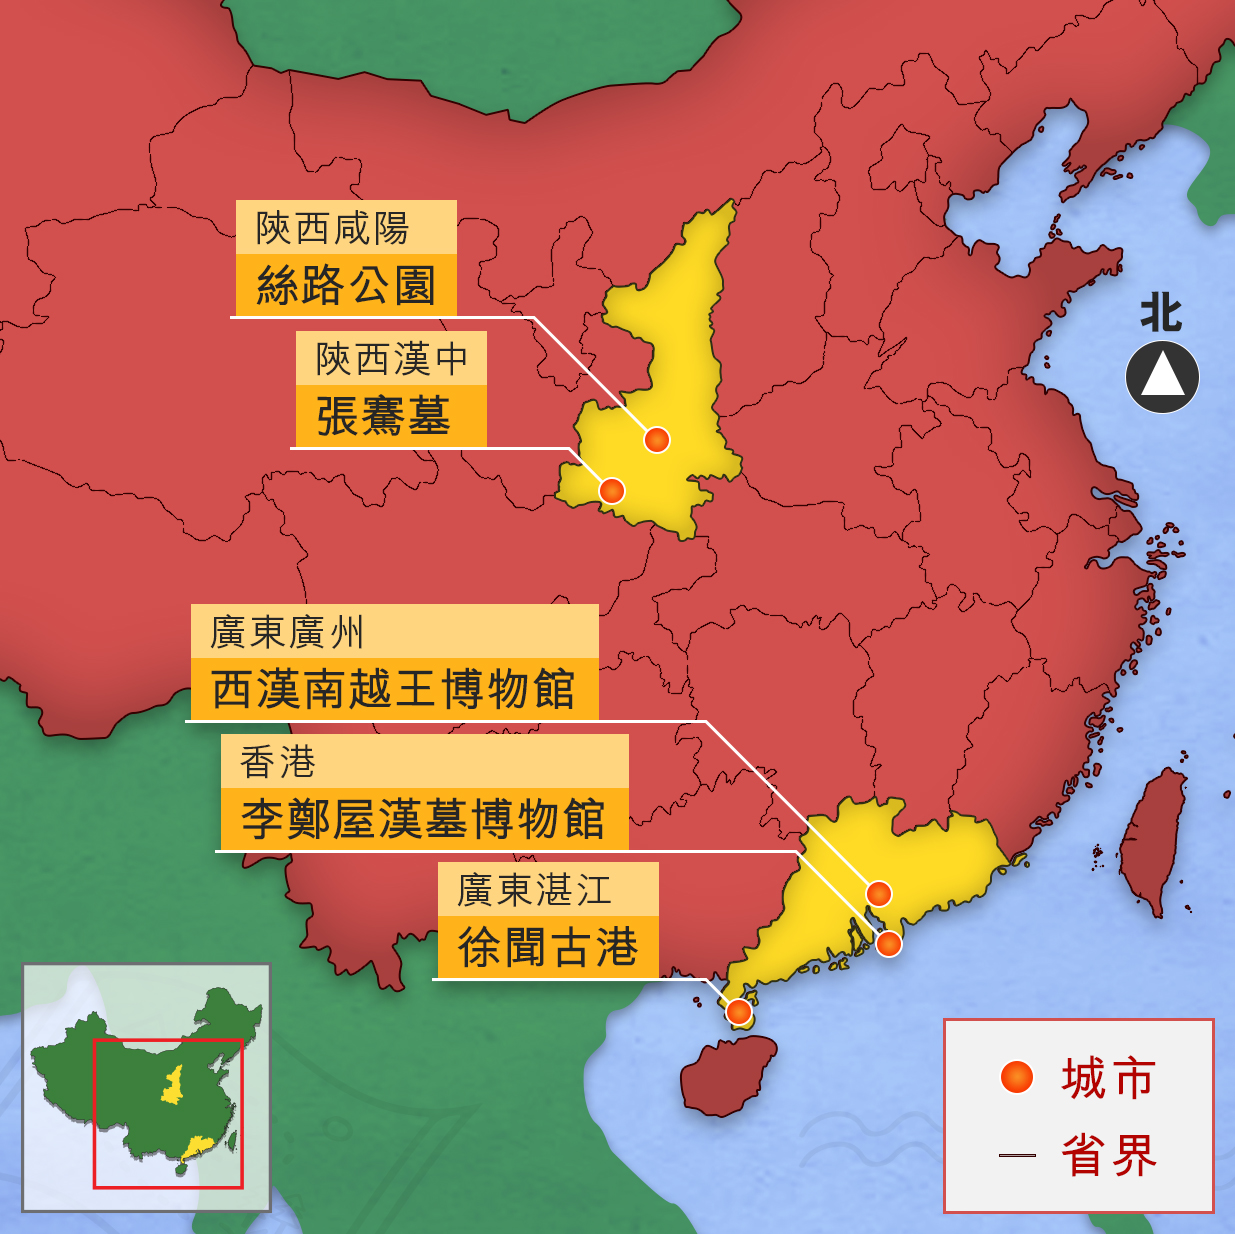 陝西咸陽
絲路公園
陝西漢中
張騫墓
北
廣東廣州
西漢南越王博物館
香港
李鄭屋漢墓博物館
廣東湛江
徐聞古港
城市
省界